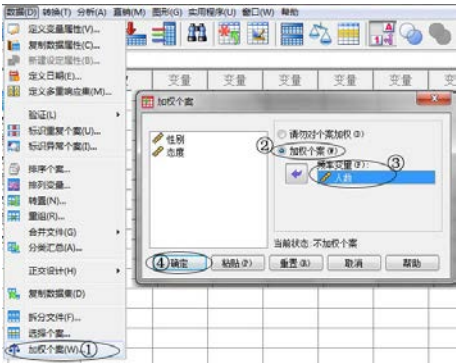 数据(D) 转换(T) 分析(A) 直销(M) 图形(G) 实用程序(U) 窗口(W) 帮助
定义变量属性(V)...
复制数据属性(C)...
新建设定属性(B)...
定义日期(E)...
定义多重响应集(M)...
验证(L)
标识重复个案(U)...
标识异常个案(I)...
排序个案...
排列变量...
转置(N)...
重组(R)...
合并文件(G)
分类汇总(A)...
正交设计(H)
复制数据集(D)
拆分文件(F)...
选择个案...
加权个案(W)...①
变量 变量 变量 变量
加权个案
性别
态度
请勿对个案加权(D)
② 加权个案(W)
频率变量(F): ③
人数
当前状态: 不加权个案
④ 确定 粘贴(P) 重置(R) 取消 帮助